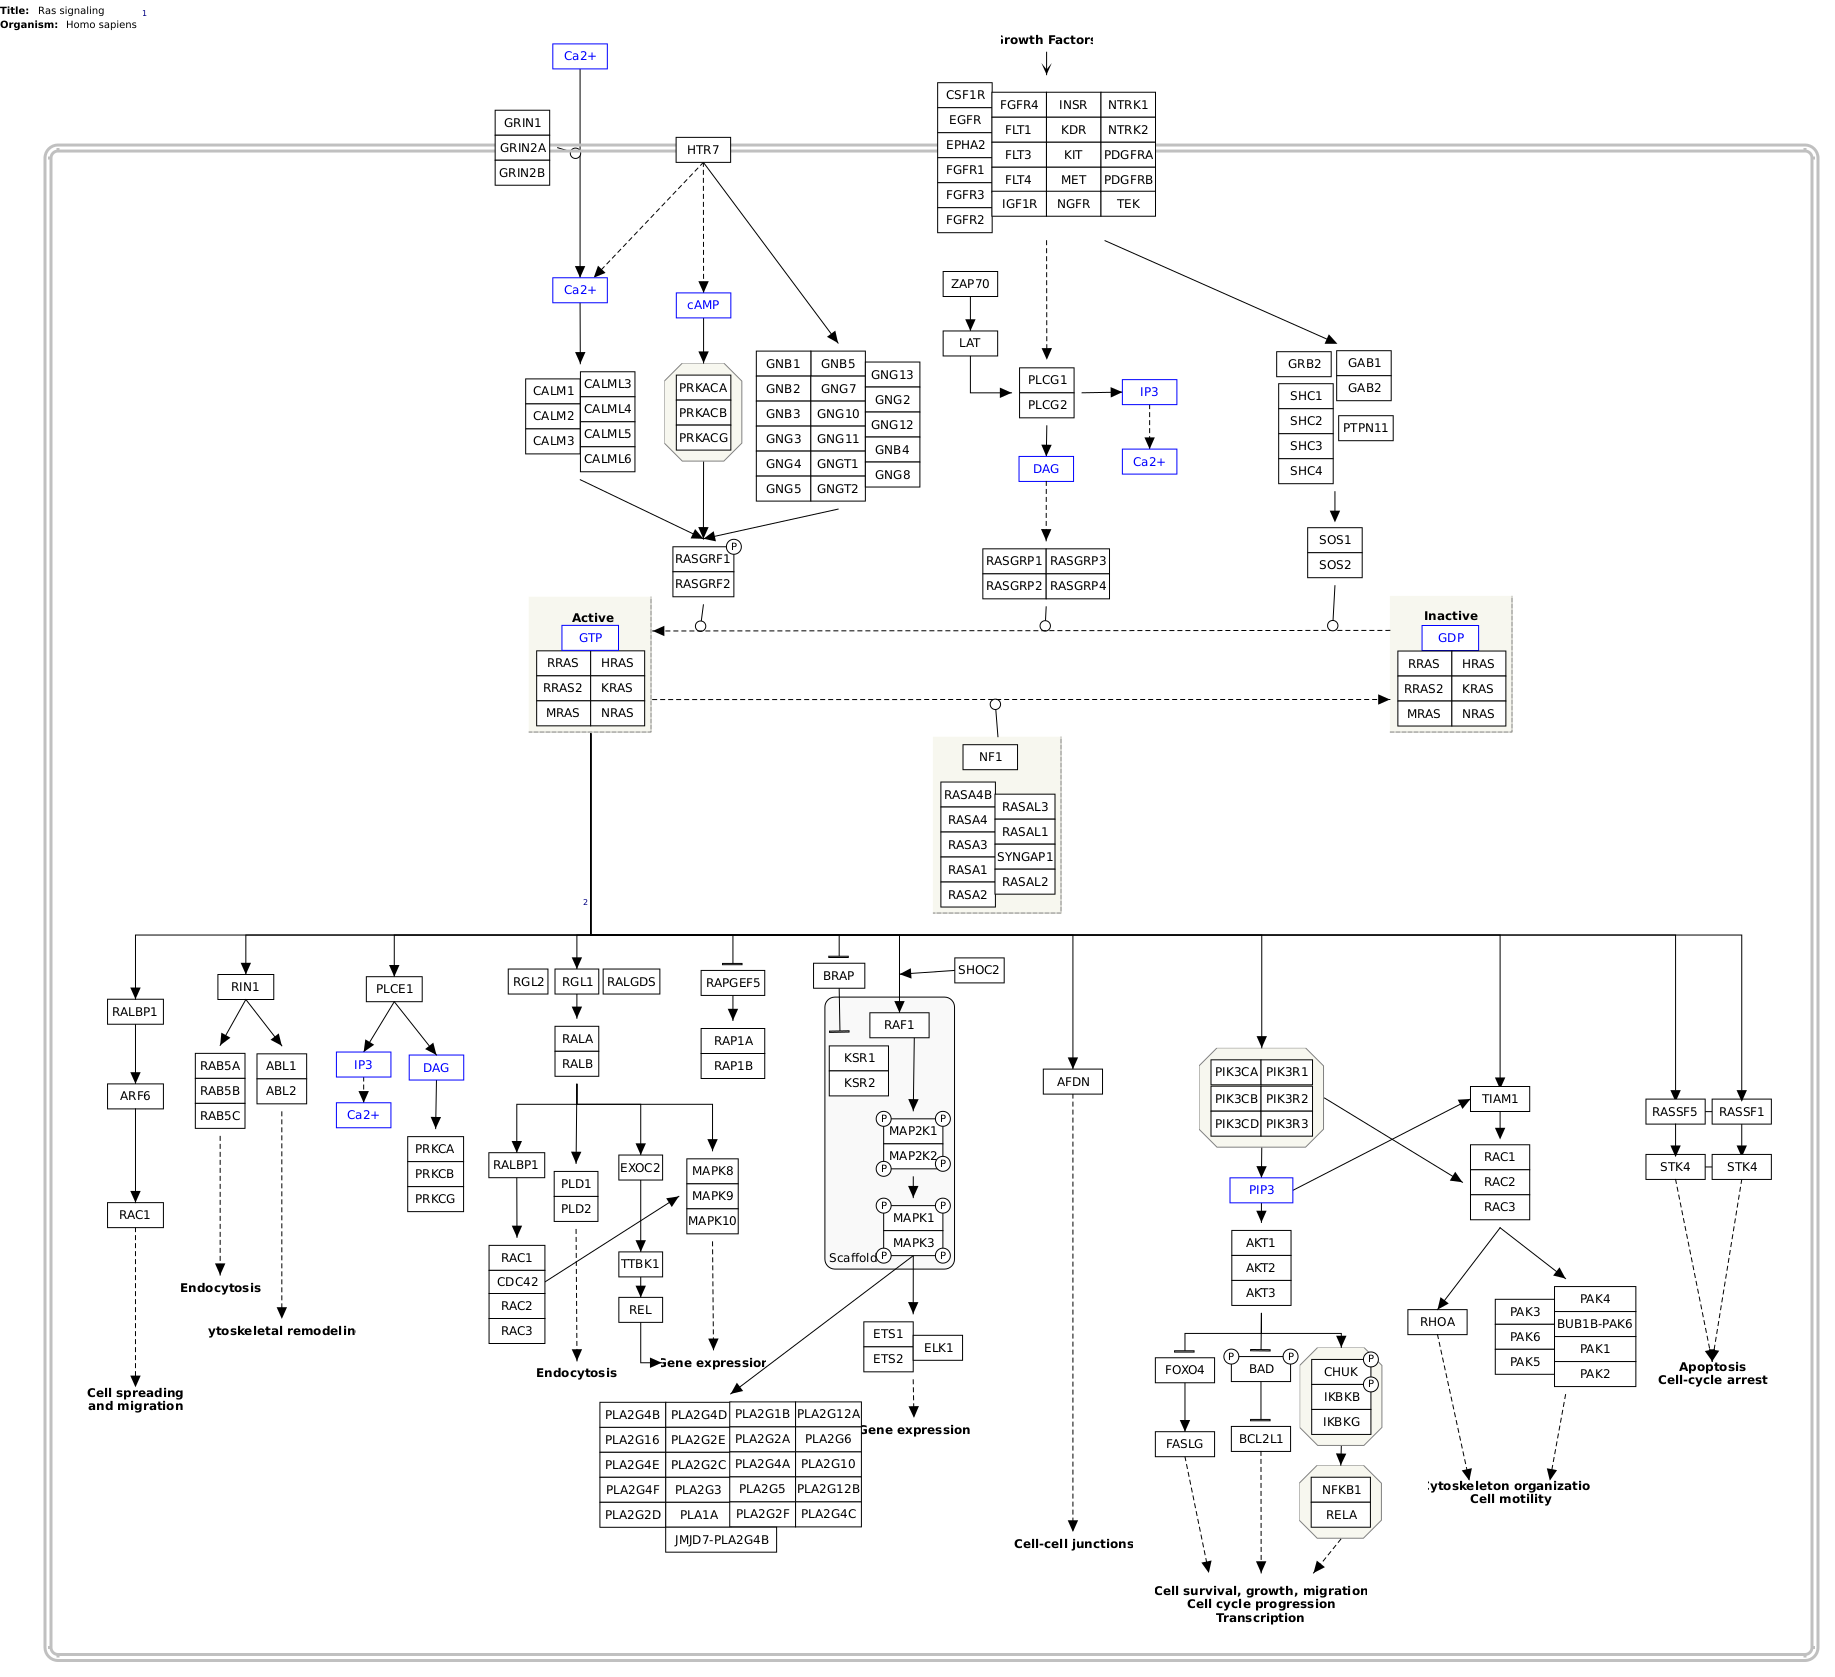 Title: Ras signaling
1
Organism: Homo sapiens
Growth Factors
Ca2+
GRIN1
GRIN2A
GRIN2B
HTR7
CSF1R
EGFR
EPHA2
FGFR1
FGFR3
FGFR2
FGFR4 INSR NTRK1
FLT1 KDR NTRK2
FLT3 KIT PDGFRA
FLT4 MET PDGFRB
IGF1R NGFR TEK
Ca2+
cAMP
ZAP70
LAT
CALM1
CALM2
CALM3
CALML3
CALML4
CALML5
CALML6
PRKACA
PRKACB
PRKACG
GNB1 GNB5
GNB2 GNG7
GNB3 GNG10
GNG3 GNG11
GNG4 GNGT1
GNG5 GNGT2
GNG13
GNG2
GNG12
GNB4
GNG8
PLCG1
PLCG2
IP3
Ca2+
DAG
GRB2
GAB1
GAB2
SHC1
SHC2
SHC3
SHC4
PTPN11
SOS1
SOS2
P
RASGRF1
RASGRF2
RASGRP1 RASGRP3
RASGRP2 RASGRP4
Active
GTP
RRAS HRAS
RRAS2 KRAS
MRAS NRAS
Inactive
GDP
RRAS HRAS
RRAS2 KRAS
MRAS NRAS
NF1
RASA4B
RASA4
RASA3
RASA1
RASA2
RASAL3
RASAL1
SYNGAP1
RASAL2
2
RALBP1
ARF6
RAC1
Cell spreading
and migration
RIN1
RAB5A
RAB5B
RAB5C
ABL1
ABL2
Endocytosis
ytoskeletal remodelin
PLCE1
IP3
DAG
Ca2+
PRKCA
PRKCB
PRKCG
RGL2 RGL1 RALGDS
RALA
RALB
RALBP1
PLD1
PLD2
EXOC2
MAPK8
MAPK9
MAPK10
RAC1
CDC42
RAC2
RAC3
TTBK1
REL
Endocytosis
Gene expression
RAPGEF5
RAP1A
RAP1B
BRAP
SHOC2
RAF1
KSR1
KSR2
P P
MAP2K1
MAP2K2
P P
P P
MAPK1
MAPK3
P P
Scaffold
ETS1
ETS2
ELK1
Gene expression
PLA2G4B PLA2G4D PLA2G1B PLA2G12A
PLA2G16 PLA2G2E PLA2G2A PLA2G6
PLA2G4E PLA2G2C PLA2G4A PLA2G10
PLA2G4F PLA2G3 PLA2G5 PLA2G12B
PLA2G2D PLA1A PLA2G2F PLA2G4C
JMJD7-PLA2G4B
AFDN
Cell-cell junctions
PIK3CA PIK3R1
PIK3CB PIK3R2
PIK3CD PIK3R3
PIP3
AKT1
AKT2
AKT3
FOXO4
P P
BAD
P
CHUK
P
IKBKB
IKBKG
FASLG
BCL2L1
NFKB1
RELA
Cell survival, growth, migration
Cell cycle progression
Transcription
TIAM1
RAC1
RAC2
RAC3
RHOA
PAK3
PAK6
PAK5
PAK4
BUB1B-PAK6
PAK1
PAK2
Cytoskeleton organizatio
Cell motility
RASSF5 RASSF1
STK4 STK4
Apoptosis
Cell-cycle arrest